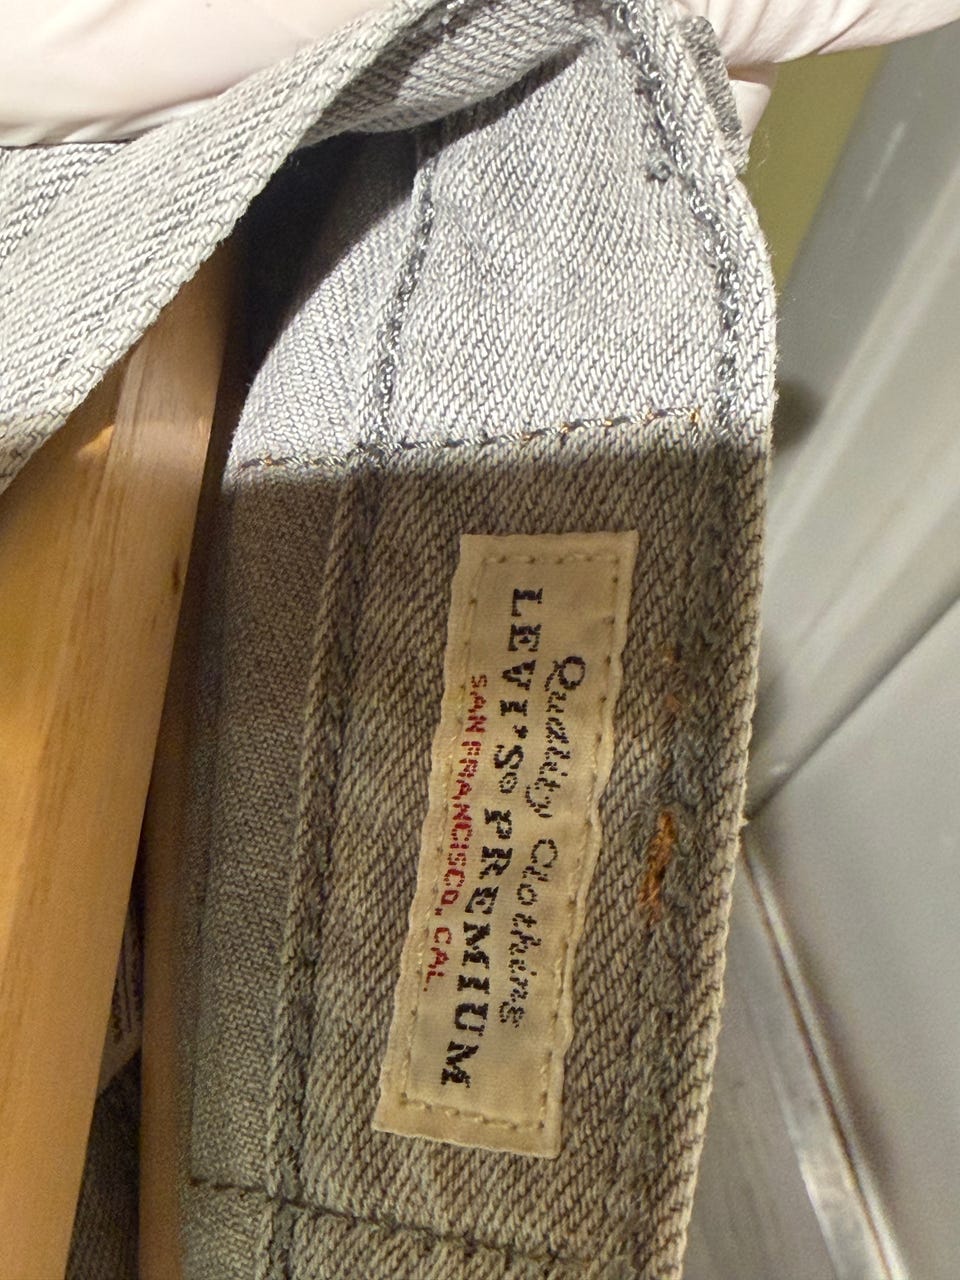 Quality Clothing
LEVI'S® PREMIUM
SAN FRANCISCO, CAL.